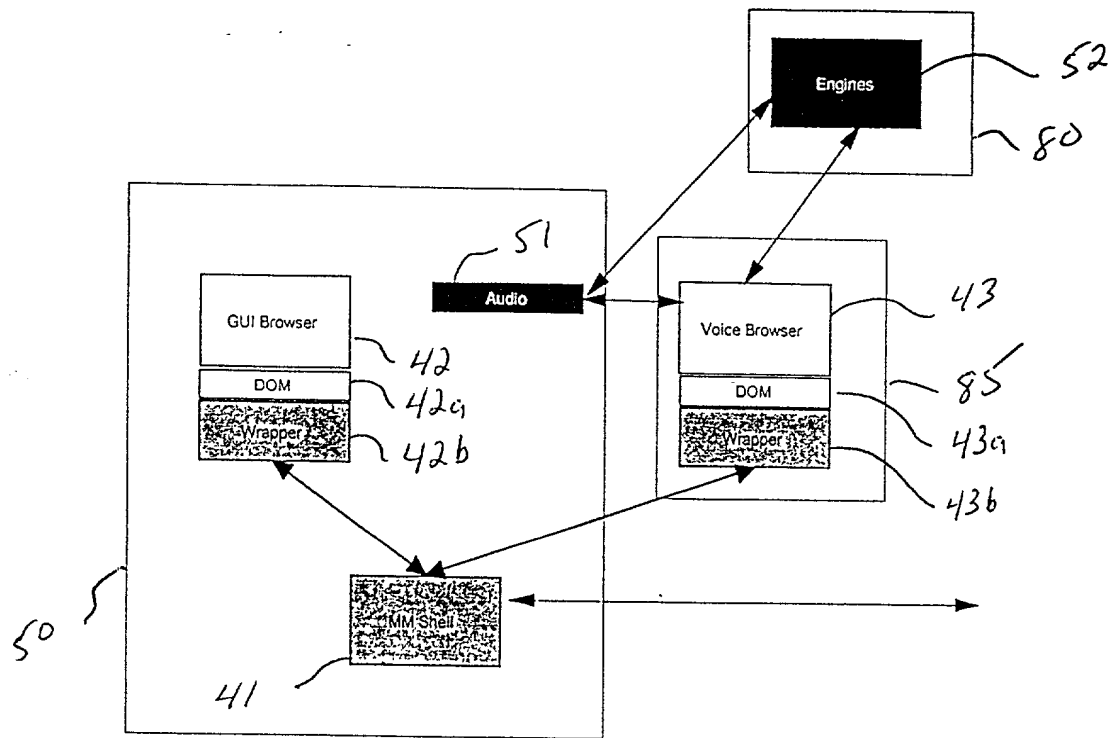 Engines
52
80
51
Audio
GUI Browser
42
DOM
42a
Wrapper
42b
Voice Browser
43
85
DOM
43a
Wrapper
43b
MM Shell
50
41